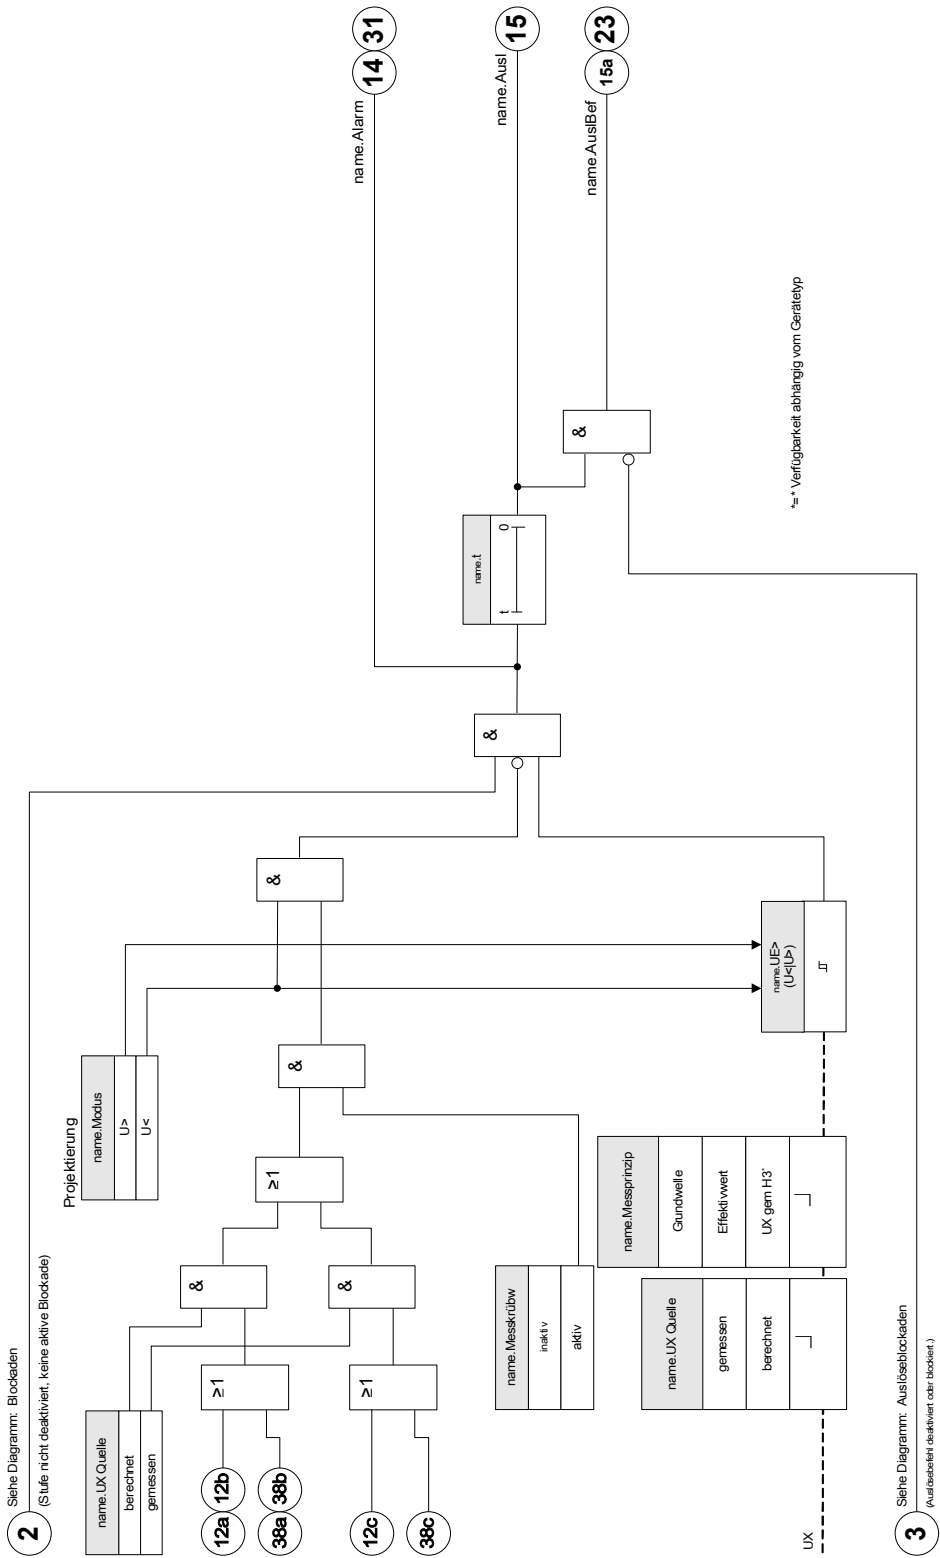 2
Siehe Diagramm: Blockaden
(Stufe nicht deaktiviert, keine aktive Blockade)
name.UX Quelle
berechnet
gemessen
12a
12b
38a
38b
12c
38c
&
&
≥1
≥1
≥1
Projektierung
name.Modus
U>
U<
name.Messkrübw
inaktiv
aktiv
&
&
name.UX Quelle
gemessen
berechnet
name.Messprinzip
Grundwelle
Effektivwert
UX gem H3*
UX
name.UE>
(U<|U>)
&
name.t
t
0
&
name.Alarm
14
31
name.Ausl
15
name.AuslBef
15a
23
*=* Verfügbarkeit abhängig vom Gerätetyp
3
Siehe Diagramm: Auslöseblockaden
(Auslösebefehl deaktiviert oder blockiert.)